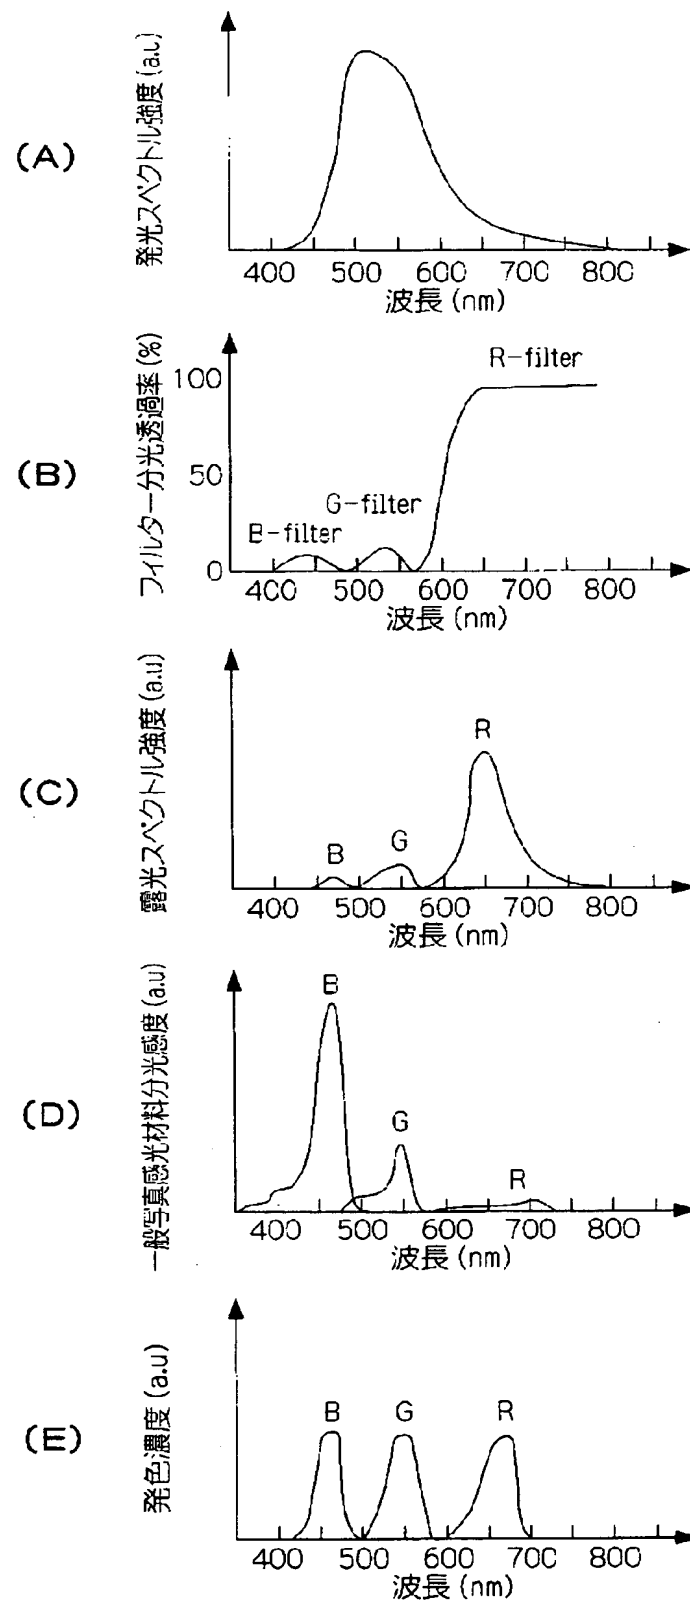 (A)
発光スペクトル強度 (a.u)
400 500 600 700 800
波長 (nm)
(B)
フィルター分光透過率 (%)
100
50
0
B-filter
G-filter
R-filter
400 500 600 700 800
波長 (nm)
(C)
露光スペクトル強度 (a.u)
B G R
400 500 600 700 800
波長 (nm)
(D)
一般写真感光材料分光感度 (a.u)
B G R
400 500 600 700 800
波長 (nm)
(E)
発色濃度 (a.u)
B G R
400 500 600 700 800
波長 (nm)